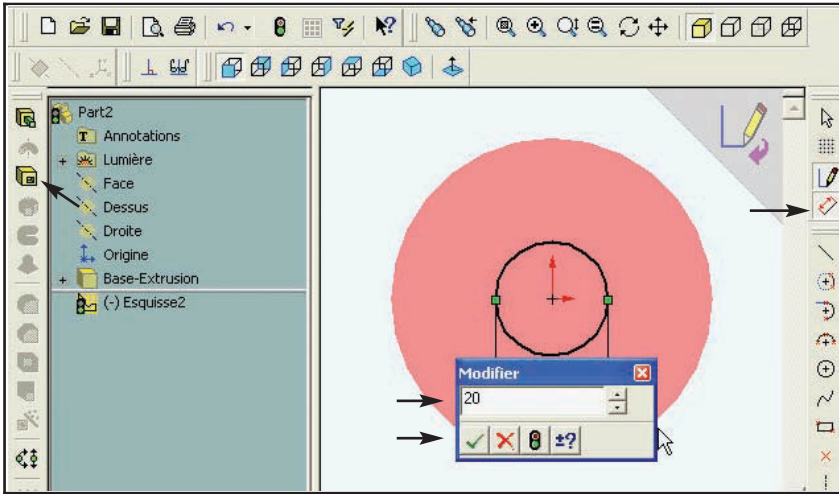 Part2
Annotations
Lumière
Face
Dessus
Droite
Origine
Base-Extrusion
(-) Esquisse2
Modifier
20
±?